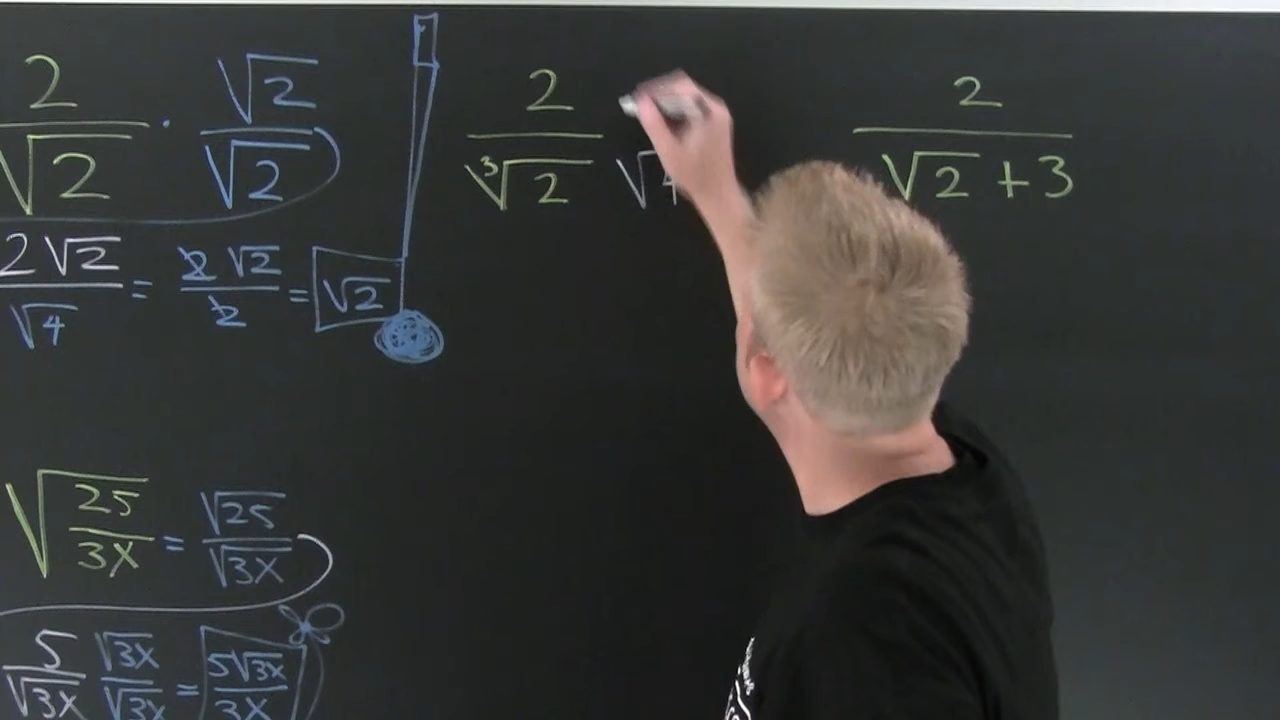 2/√2 · √2/√2
2√2/√4 = 2√2/2 = √2
2/∛2 √4
2/(√2 + 3)
√(25/3x) = √25/√3x
5/√3x √3x/√3x = 5√3x/3x